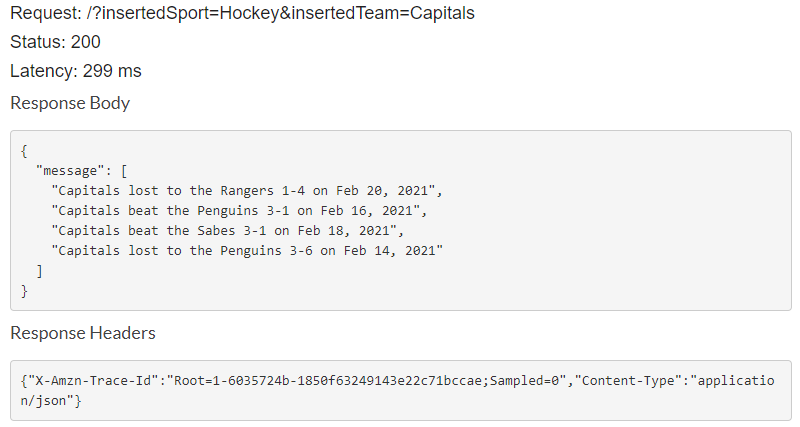 Request: /?insertedSport=Hockey&insertedTeam=Capitals
Status: 200
Latency: 299 ms
Response Body
{
"message": [
"Capitals lost to the Rangers 1-4 on Feb 20, 2021",
"Capitals beat the Penguins 3-1 on Feb 16, 2021",
"Capitals beat the Sabes 3-1 on Feb 18, 2021",
"Capitals lost to the Penguins 3-6 on Feb 14, 2021"
]
}
Response Headers
{"X-Amzn-Trace-Id":"Root=1-6035724b-1850f63249143e22c71bccae;Sampled=0","Content-Type":"applicatio
n/json"}